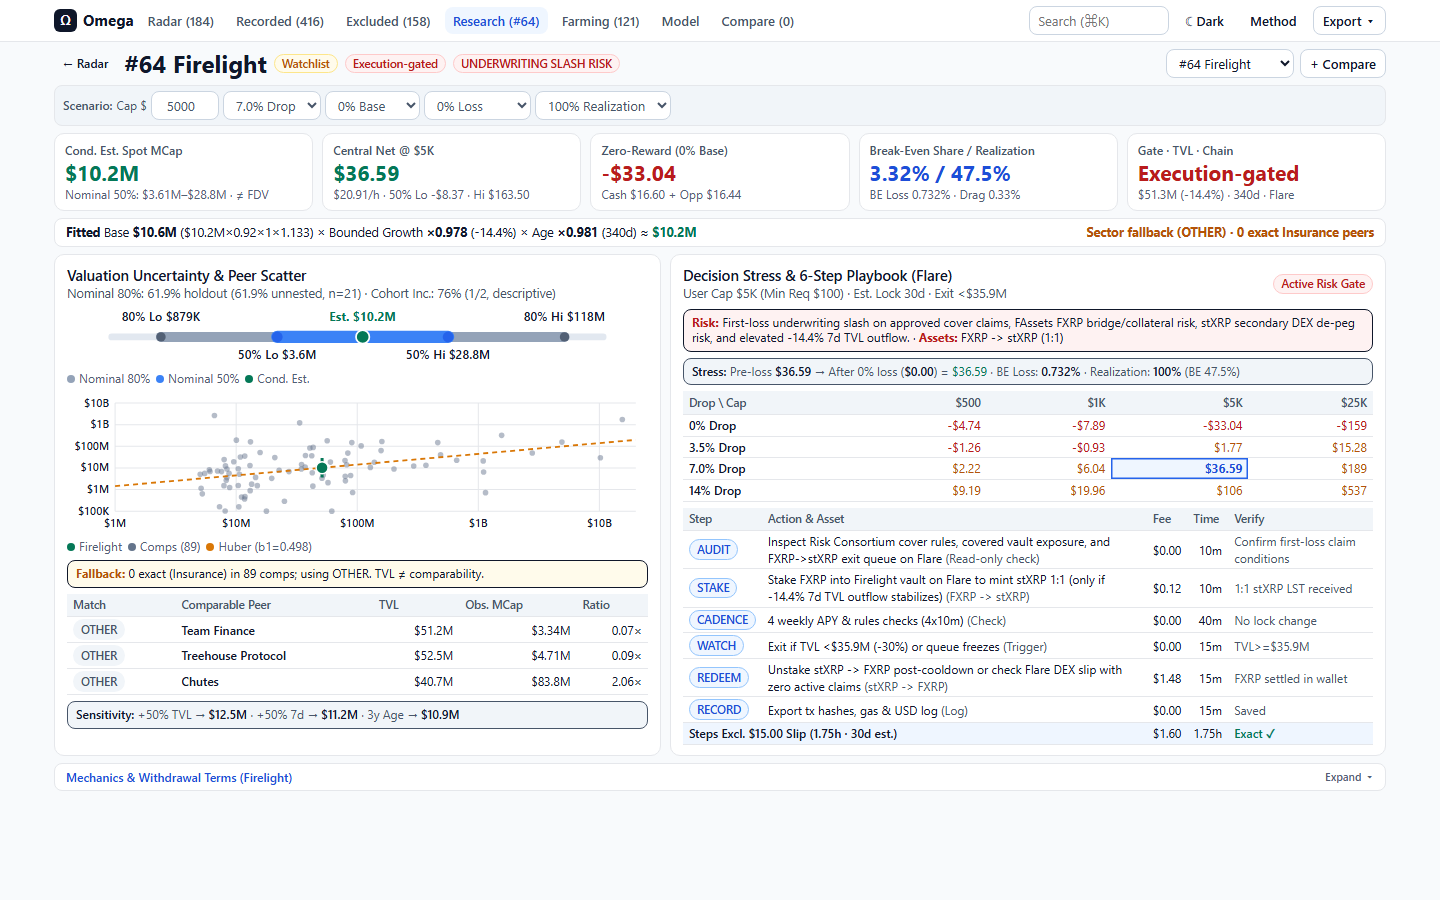 Ω Omega Radar (184) Recorded (416) Excluded (158) Research (#64) Farming (121) Model Compare (0) Search (⌘K) ☾ Dark Method Export ▾
← Radar #64 Firelight Watchlist Execution-gated UNDERWRITING SLASH RISK #64 Firelight + Compare
Scenario: Cap $ 5000 7.0% Drop 0% Base 0% Loss 100% Realization
Cond. Est. Spot MCap
$10.2M
Nominal 50%: $3.61M–$28.8M · ≠ FDV
Central Net @ $5K
$36.59
$20.91/h · 50% Lo -$8.37 · Hi $163.50
Zero-Reward (0% Base)
-$33.04
Cash $16.60 + Opp $16.44
Break-Even Share / Realization
3.32% / 47.5%
BE Loss 0.732% · Drag 0.33%
Gate · TVL · Chain
Execution-gated
$51.3M (-14.4%) · 340d · Flare
Fitted Base $10.6M ($10.2M×0.92×1×1.133) × Bounded Growth ×0.978 (-14.4%) × Age ×0.981 (340d) ≈ $10.2M Sector fallback (OTHER) · 0 exact Insurance peers
Valuation Uncertainty & Peer Scatter
Nominal 80%: 61.9% holdout (61.9% unnested, n=21) · Cohort Inc.: 76% (1/2, descriptive)
80% Lo $879K Est. $10.2M 80% Hi $118M
50% Lo $3.6M 50% Hi $28.8M
Nominal 80% Nominal 50% Cond. Est.
$10B
$1B
$100M
$10M
$1M
$100K
$1M $10M $100M $1B $10B
Firelight Comps (89) Huber (b1=0.498)
Fallback: 0 exact (Insurance) in 89 comps; using OTHER. TVL ≠ comparability.
Match Comparable Peer TVL Obs. MCap Ratio
OTHER Team Finance $51.2M $3.34M 0.07×
OTHER Treehouse Protocol $52.5M $4.71M 0.09×
OTHER Chutes $40.7M $83.8M 2.06×
Sensitivity: +50% TVL → $12.5M · +50% 7d → $11.2M · 3y Age → $10.9M
Decision Stress & 6-Step Playbook (Flare)
User Cap $5K (Min Req $100) · Est. Lock 30d · Exit <$35.9M
Active Risk Gate
Risk: First-loss underwriting slash on approved cover claims, FAssets FXRP bridge/collateral risk, stXRP secondary DEX de-peg
risk, and elevated -14.4% 7d TVL outflow. · Assets: FXRP -> stXRP (1:1)
Stress: Pre-loss $36.59 → After 0% loss ($0.00) = $36.59 · BE Loss: 0.732% · Realization: 100% (BE 47.5%)
Drop \ Cap $500 $1K $5K $25K
0% Drop -$4.74 -$7.89 -$33.04 -$159
3.5% Drop -$1.26 -$0.93 $1.77 $15.28
7.0% Drop $2.22 $6.04 $36.59 $189
14% Drop $9.19 $19.96 $106 $537
Step Action & Asset Fee Time Verify
AUDIT Inspect Risk Consortium cover rules, covered vault exposure, and
FXRP->stXRP exit queue on Flare (Read-only check) $0.00 10m Confirm first-loss claim
conditions
STAKE Stake FXRP into Firelight vault on Flare to mint stXRP 1:1 (only if
-14.4% 7d TVL outflow stabilizes) (FXRP -> stXRP) $0.12 10m 1:1 stXRP LST received
CADENCE 4 weekly APY & rules checks (4x10m) (Check) $0.00 40m No lock change
WATCH Exit if TVL <$35.9M (-30%) or queue freezes (Trigger) $0.00 15m TVL>=$35.9M
REDEEM Unstake stXRP -> FXRP post-cooldown or check Flare DEX slip with
zero active claims (stXRP -> FXRP) $1.48 15m FXRP settled in wallet
RECORD Export tx hashes, gas & USD log (Log) $0.00 15m Saved
Steps Excl. $15.00 Slip (1.75h · 30d est.) $1.60 1.75h Exact ✓
Mechanics & Withdrawal Terms (Firelight) Expand ▾